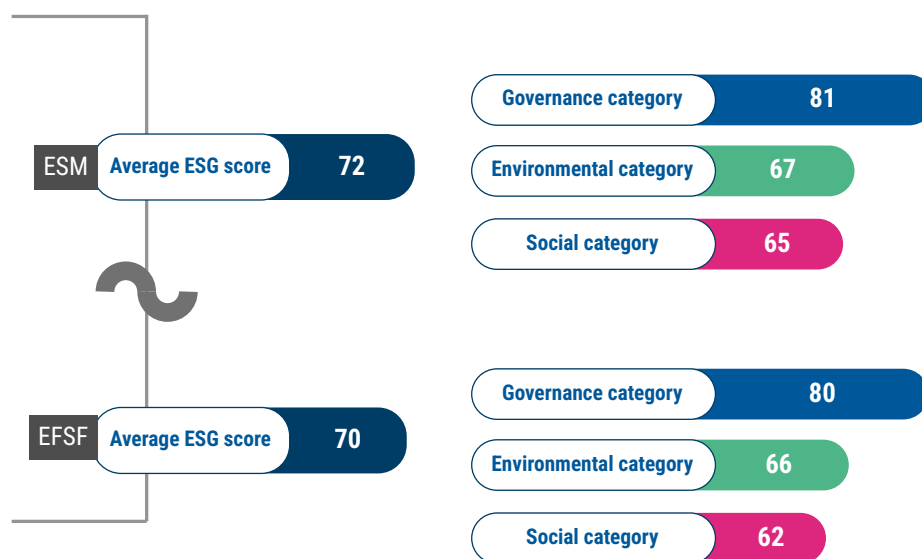 ESM
Average ESG score
72
Governance category
81
Environmental category
67
Social category
65
EFSF
Average ESG score
70
Governance category
80
Environmental category
66
Social category
62